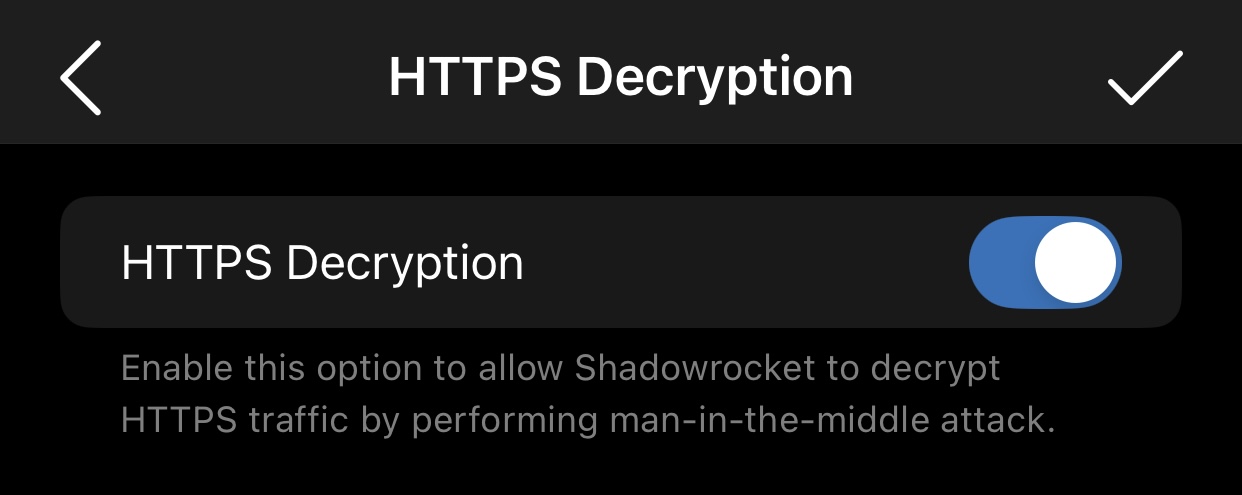 HTTPS Decryption
HTTPS Decryption
Enable this option to allow Shadowrocket to decrypt
HTTPS traffic by performing man-in-the-middle attack.